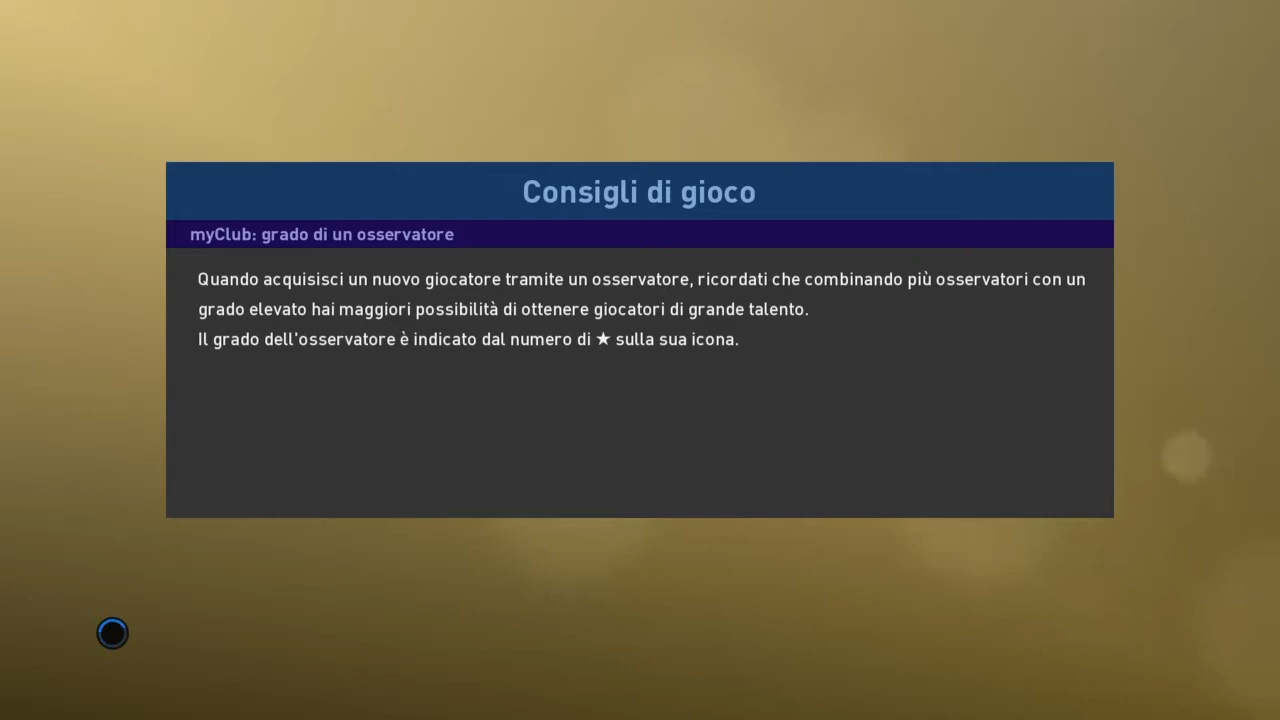 Consigli di gioco
myClub: grado di un osservatore
Quando acquisisci un nuovo giocatore tramite un osservatore, ricordati che combinando più osservatori con un
grado elevato hai maggiori possibilità di ottenere giocatori di grande talento.
Il grado dell'osservatore è indicato dal numero di ★ sulla sua icona.